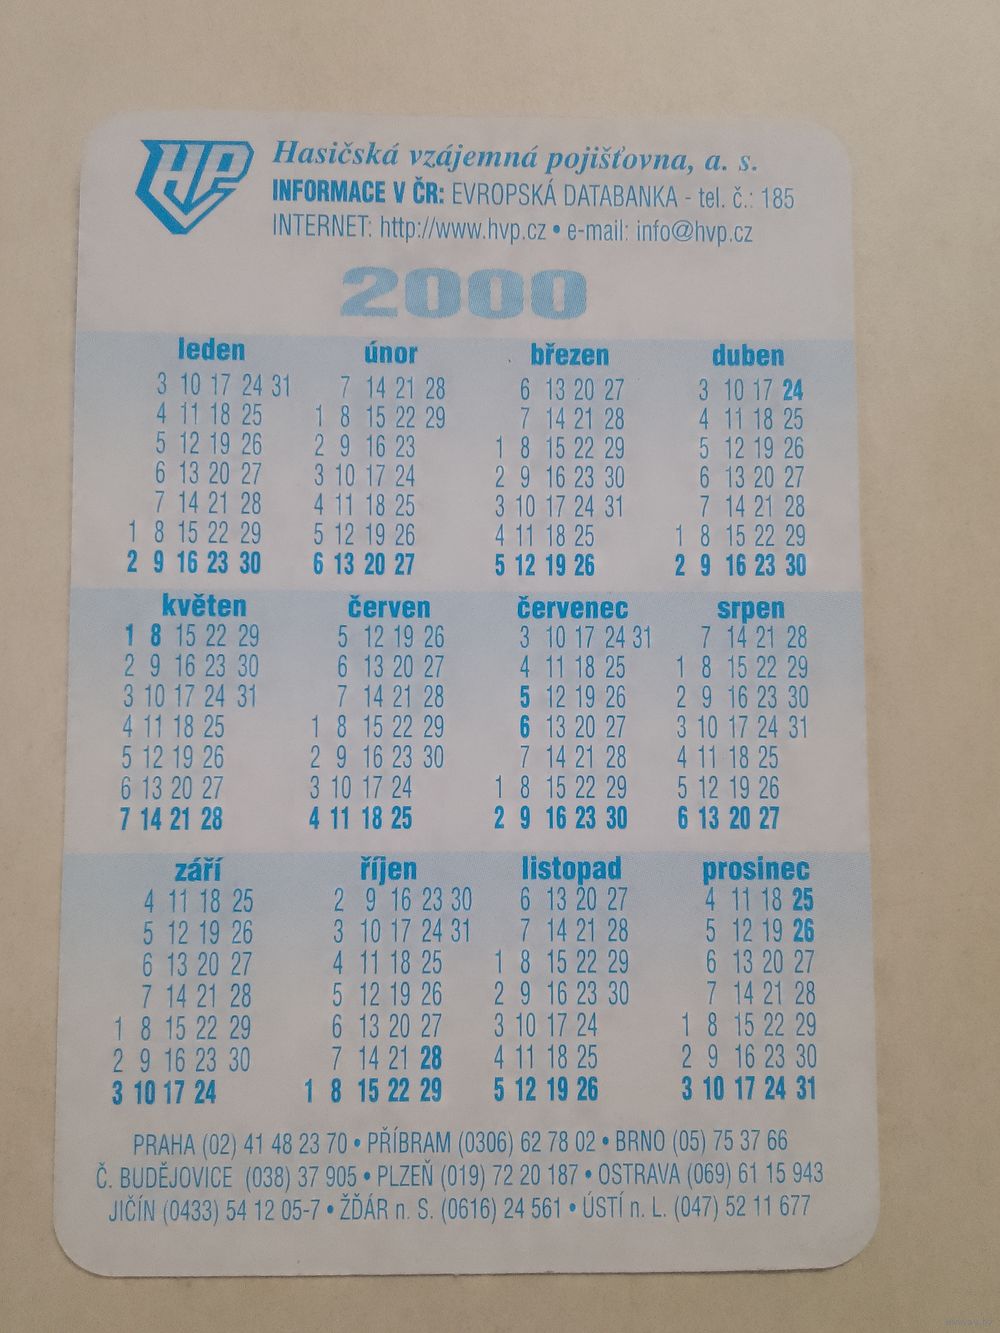 HVP
Hasičská vzájemná pojišťovna, a. s.
INFORMACE V ČR: EVROPSKÁ DATABANKA - tel. č.: 185
INTERNET: http://www.hvp.cz • e-mail: info@hvp.cz
2000
leden únor březen duben
3 10 17 24 31 7 14 21 28 6 13 20 27 3 10 17 24
4 11 18 25 1 8 15 22 29 7 14 21 28 4 11 18 25
5 12 19 26 2 9 16 23 1 8 15 22 29 5 12 19 26
6 13 20 27 3 10 17 24 2 9 16 23 30 6 13 20 27
7 14 21 28 4 11 18 25 3 10 17 24 31 7 14 21 28
1 8 15 22 29 5 12 19 26 4 11 18 25 1 8 15 22 29
2 9 16 23 30 6 13 20 27 5 12 19 26 2 9 16 23 30
květen červen červenec srpen
1 8 15 22 29 5 12 19 26 3 10 17 24 31 7 14 21 28
2 9 16 23 30 6 13 20 27 4 11 18 25 1 8 15 22 29
3 10 17 24 31 7 14 21 28 5 12 19 26 2 9 16 23 30
4 11 18 25 1 8 15 22 29 6 13 20 27 3 10 17 24 31
5 12 19 26 2 9 16 23 30 7 14 21 28 4 11 18 25
6 13 20 27 3 10 17 24 1 8 15 22 29 5 12 19 26
7 14 21 28 4 11 18 25 2 9 16 23 30 6 13 20 27
září říjen listopad prosinec
4 11 18 25 2 9 16 23 30 6 13 20 27 4 11 18 25
5 12 19 26 3 10 17 24 31 7 14 21 28 5 12 19 26
6 13 20 27 4 11 18 25 1 8 15 22 29 6 13 20 27
7 14 21 28 5 12 19 26 2 9 16 23 30 7 14 21 28
1 8 15 22 29 6 13 20 27 3 10 17 24 1 8 15 22 29
2 9 16 23 30 7 14 21 28 4 11 18 25 2 9 16 23 30
3 10 17 24 1 8 15 22 29 5 12 19 26 3 10 17 24 31
PRAHA (02) 41 48 23 70 • PŘÍBRAM (0306) 62 78 02 • BRNO (05) 75 37 66
Č. BUDĚJOVICE (038) 37 905 • PLZEŇ (019) 72 20 187 • OSTRAVA (069) 61 15 943
JIČÍN (0433) 54 12 05-7 • ŽĎÁR n. S. (0616) 24 561 • ÚSTÍ n. L. (047) 52 11 677